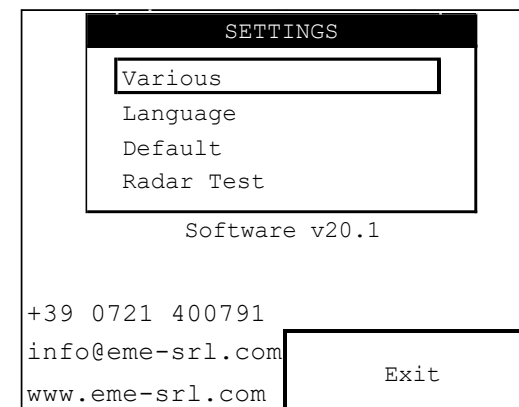 SETTINGS
Various
Language
Default
Radar Test
Software v20.1
+39 0721 400791
info@eme-srl.com
www.eme-srl.com
Exit